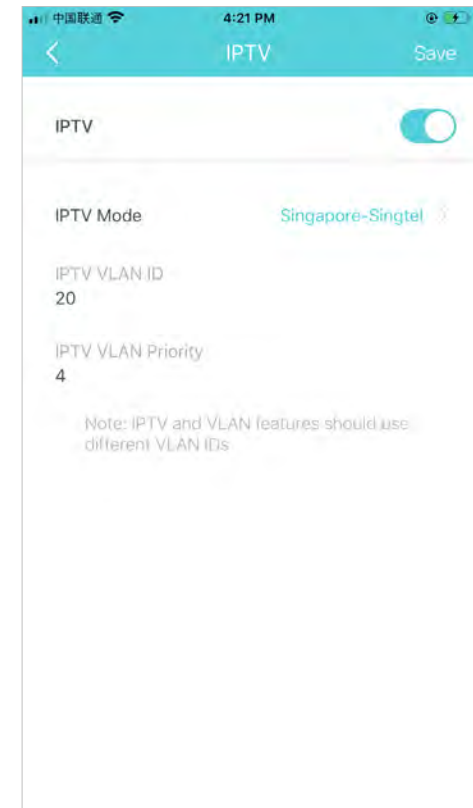 中国联通 4:21 PM
IPTV Save
IPTV
IPTV Mode Singapore-Singtel
IPTV VLAN ID
20
IPTV VLAN Priority
4
Note: IPTV and VLAN features should use
different VLAN IDs